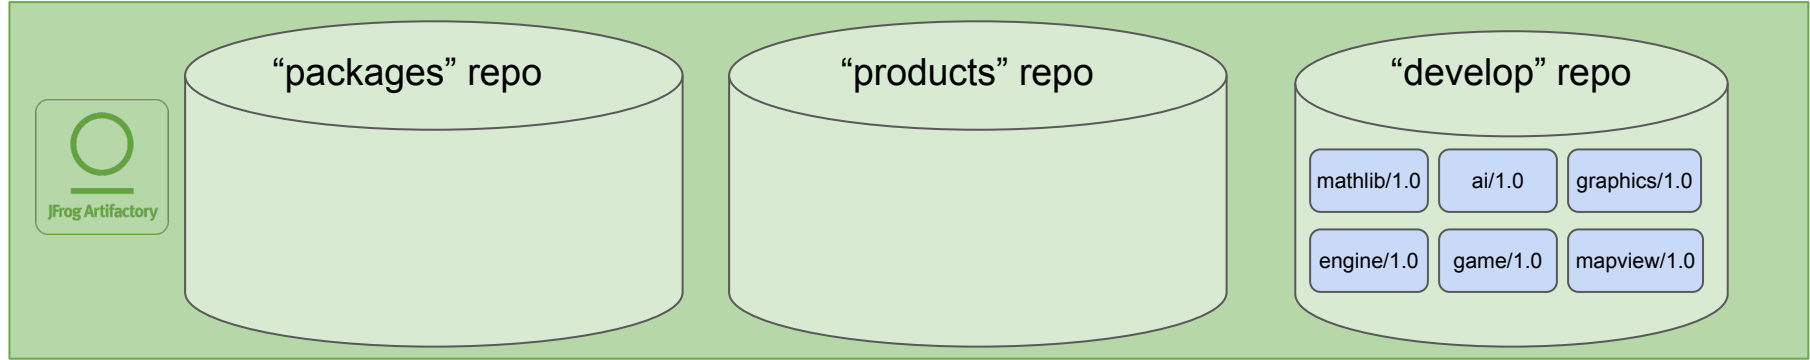 “packages” repo
“products” repo
“develop” repo
JFrog Artifactory
mathlib/1.0
ai/1.0
graphics/1.0
engine/1.0
game/1.0
mapview/1.0